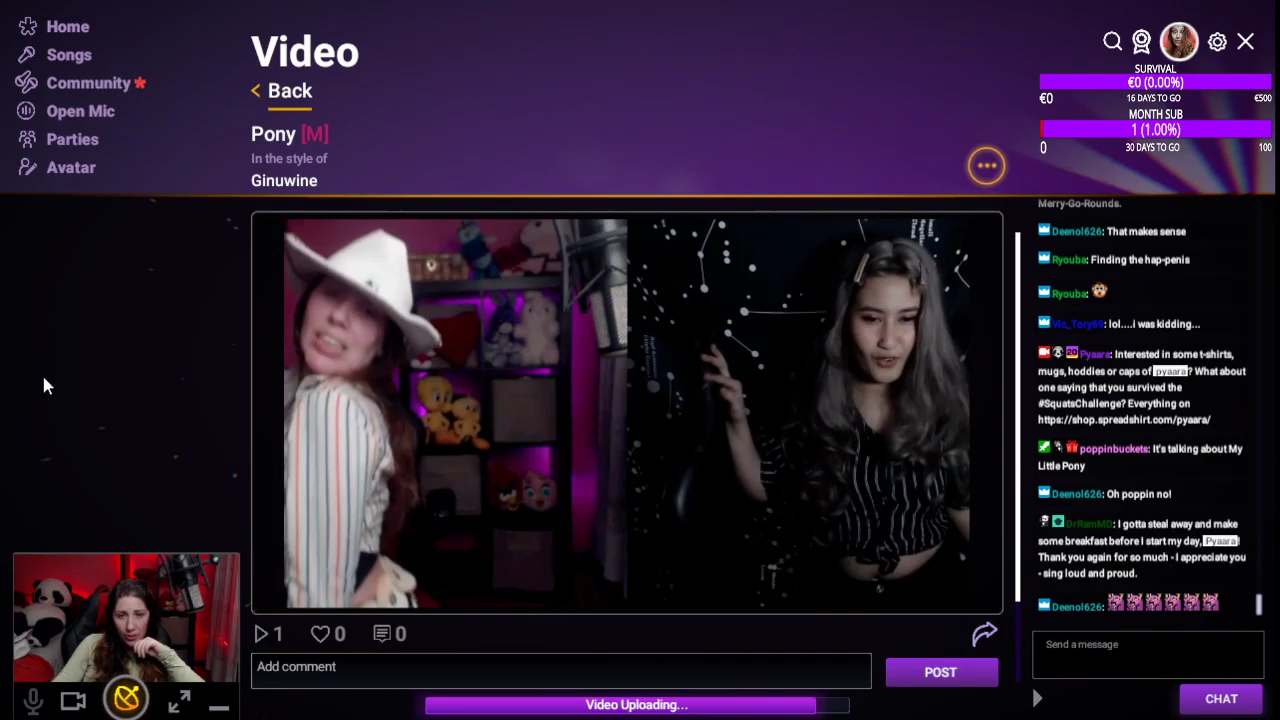 Home
Songs
Community *
Open Mic
Parties
Avatar
Video
< Back
Pony [M]
In the style of
Ginuwine
SURVIVAL
€0 (0.00%)
€0 16 DAYS TO GO €500
MONTH SUB
1 (1.00%)
0 30 DAYS TO GO 100
Merry-Go-Rounds.
Deenol626: That makes sense
Ryouba: Finding the hap-penis
Ryouba:
Vic_Tory66: lol....i was kidding...
20 Pyaara: Interested in some t-shirts,
mugs, hoddies or caps of pyaara? What about
one saying that you survived the
#SquatsChallenge? Everything on
https://shop.spreadshirt.com/pyaara/
poppinbuckets: It's talking about My
Little Pony
Deenol626: Oh poppin no!
DrRamMD: I gotta steal away and make
some breakfast before I start my day, Pyaara
Thank you again for so much - I appreciate you
- sing loud and proud.
Deenol626:
1 0 0
Add comment
POST
Video Uploading...
Send a message
CHAT